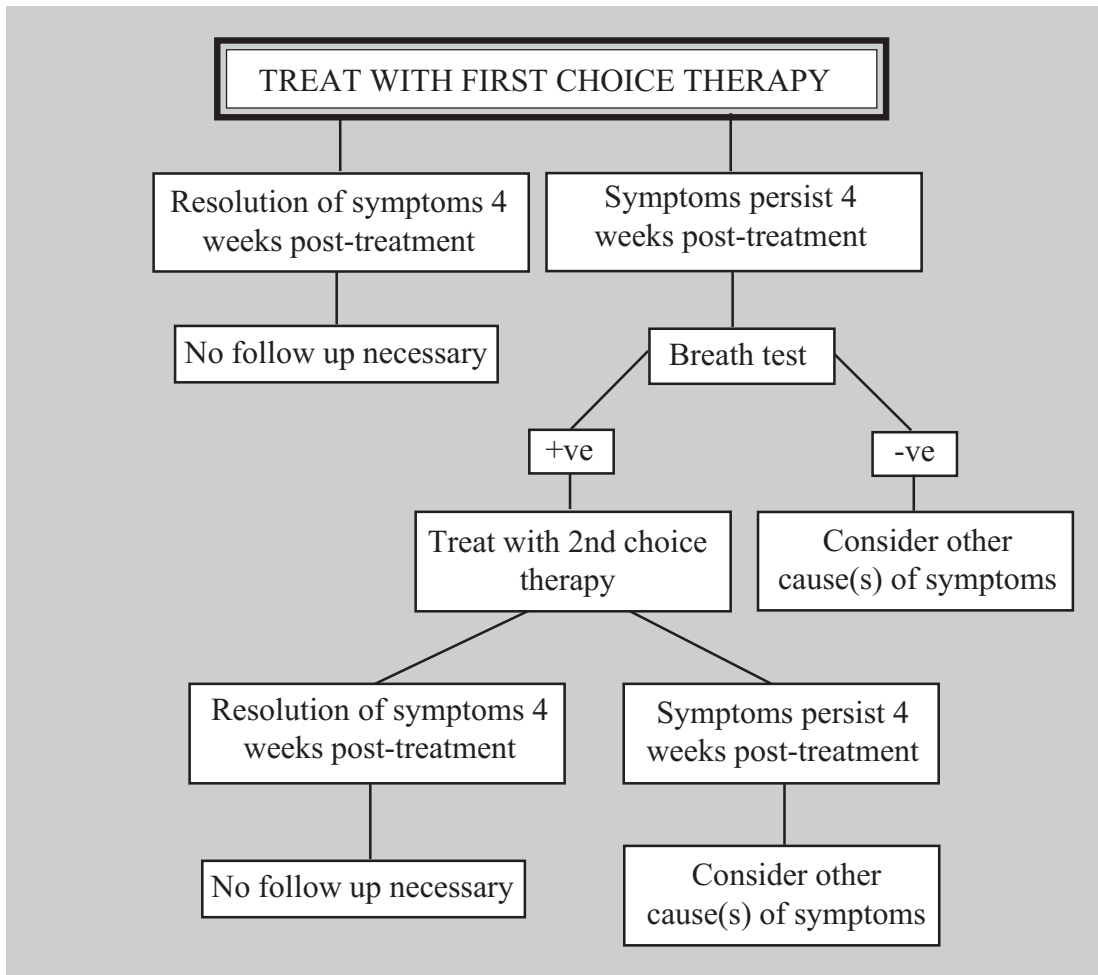 TREAT WITH FIRST CHOICE THERAPY
Resolution of symptoms 4
weeks post-treatment
Symptoms persist 4
weeks post-treatment
No follow up necessary
Breath test
+ve
-ve
Treat with 2nd choice
therapy
Consider other
cause(s) of symptoms
Resolution of symptoms 4
weeks post-treatment
Symptoms persist 4
weeks post-treatment
No follow up necessary
Consider other
cause(s) of symptoms